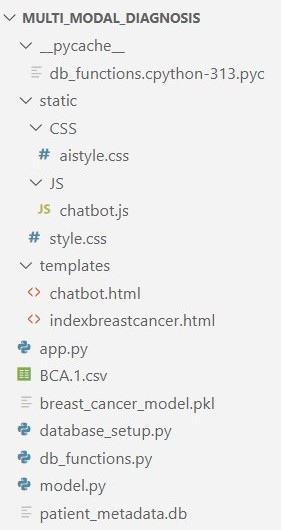 MULTI_MODAL_DIAGNOSIS
__pycache__
db_functions.cpython-313.pyc
static
CSS
# aistyle.css
JS
JS chatbot.js
# style.css
templates
<> chatbot.html
<> indexbreastcancer.html
app.py
BCA.1.csv
breast_cancer_model.pkl
database_setup.py
db_functions.py
model.py
patient_metadata.db